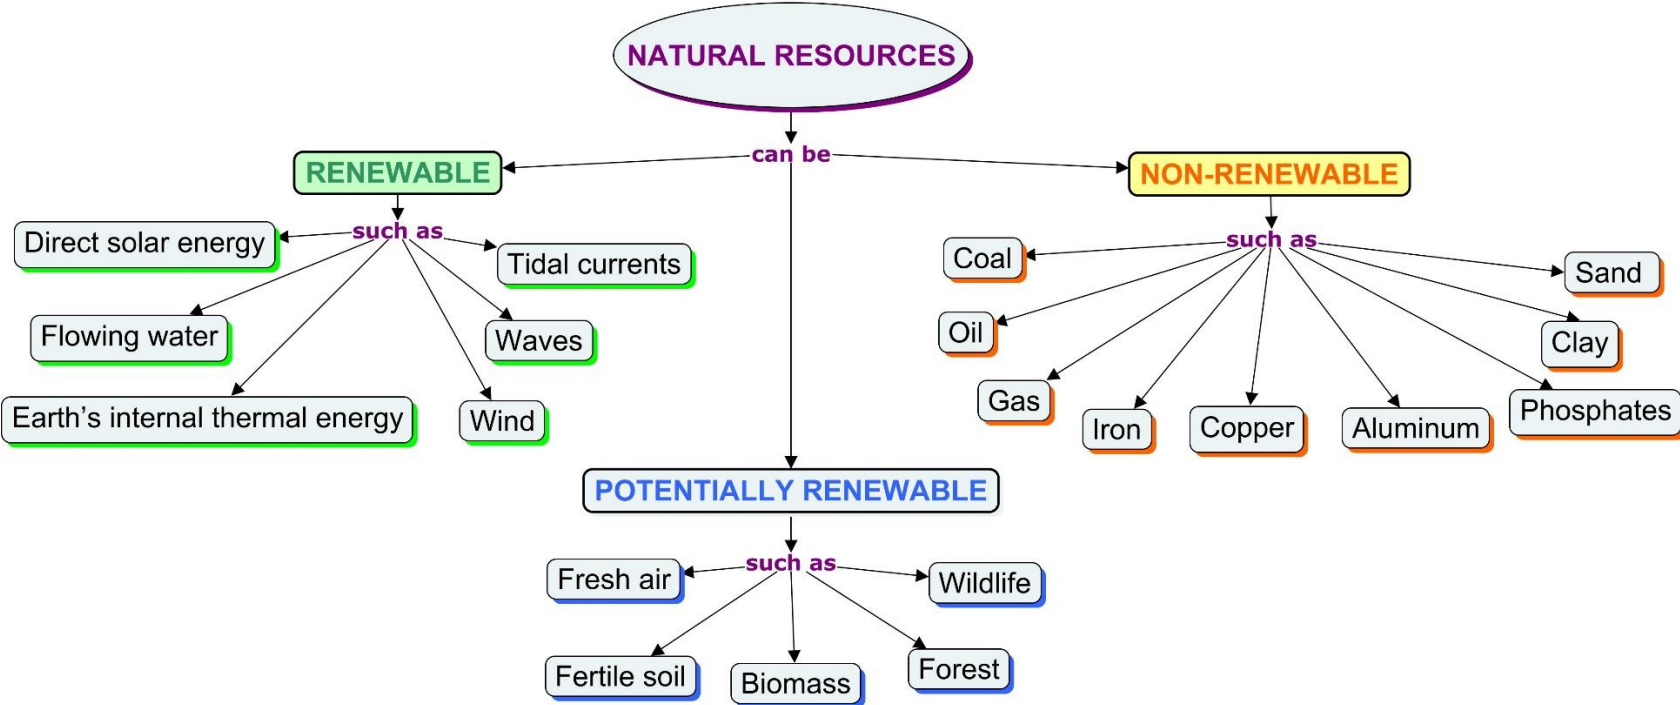 NATURAL RESOURCES
can be
RENEWABLE
such as
Direct solar energy
Flowing water
Earth's internal thermal energy
Wind
Waves
Tidal currents
POTENTIALLY RENEWABLE
such as
Fresh air
Fertile soil
Biomass
Forest
Wildlife
NON-RENEWABLE
such as
Coal
Oil
Gas
Iron
Copper
Aluminum
Phosphates
Clay
Sand